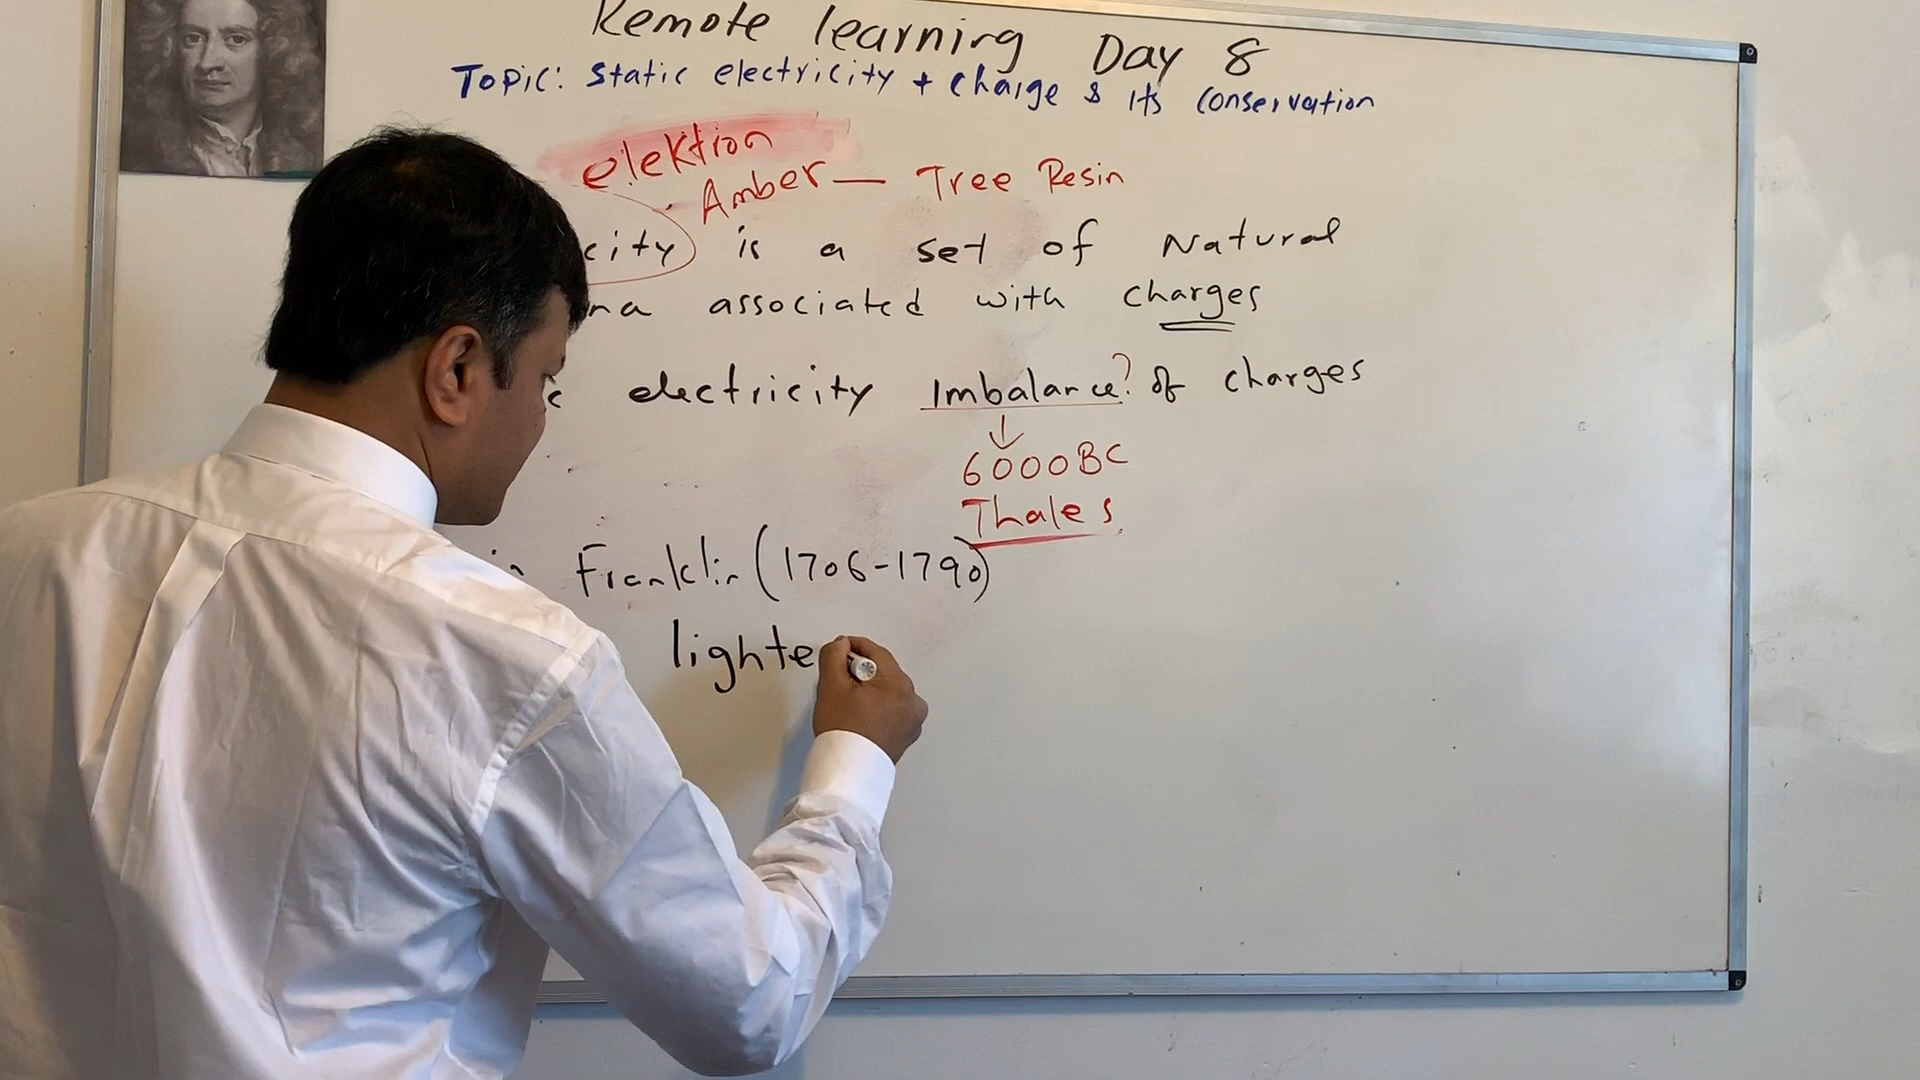 Remote learning Day 8
Topic: Static electricity + Charge & Its Conservation
elektron
Amber — Tree Resin
city is a set of Natural
na associated with charges
c electricity Imbalance? of charges
6000BC
Thales
Franklin (1706-1790)
lighte